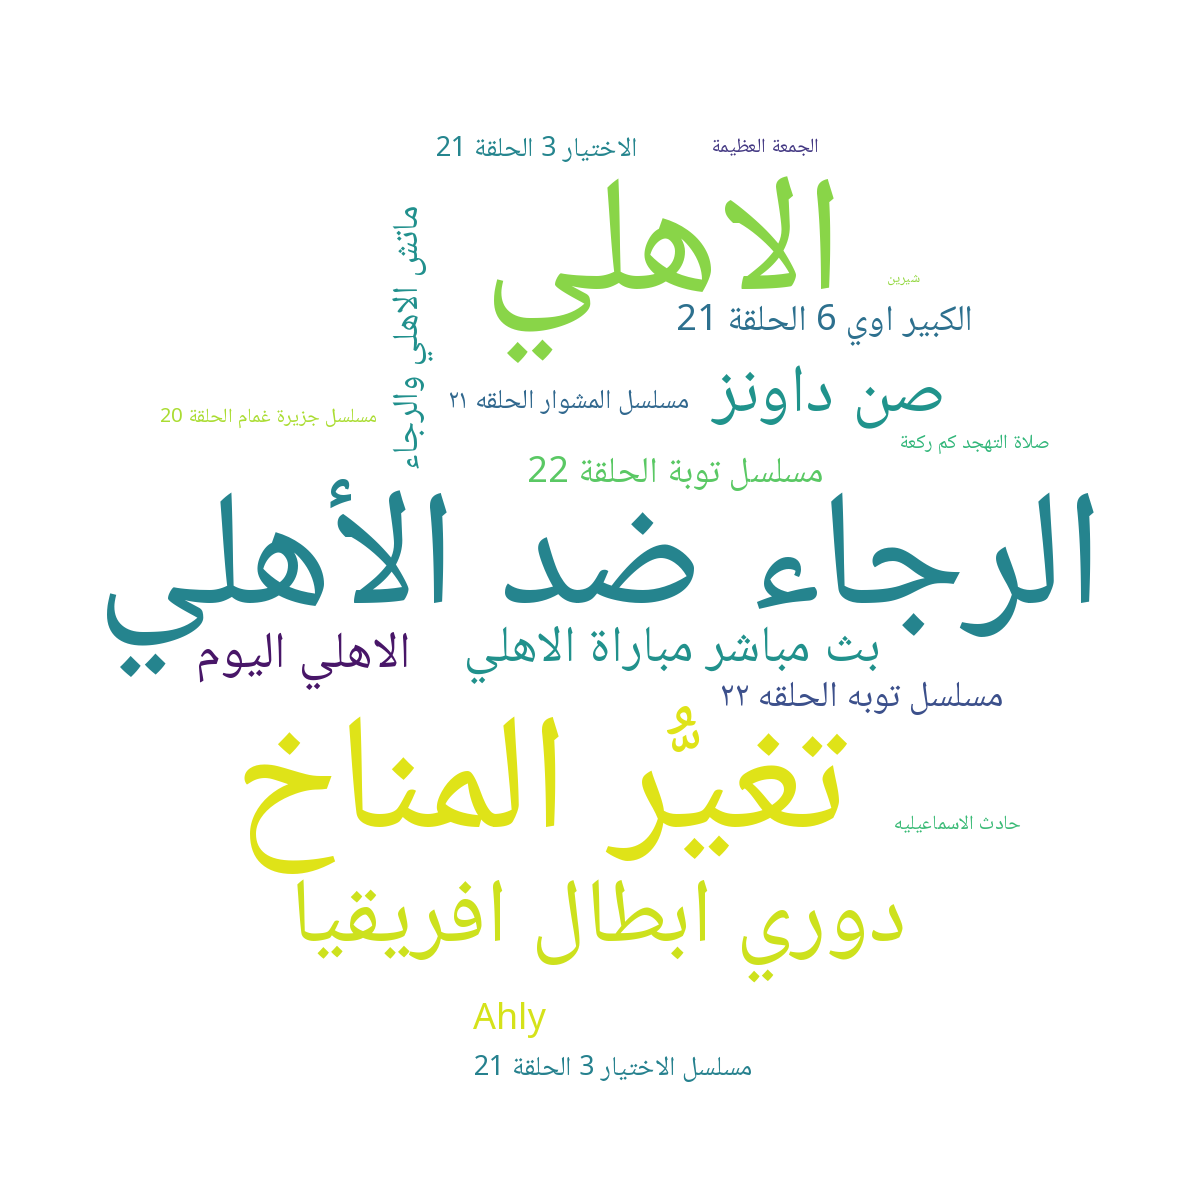 الاختيار 3 الحلقة 21
الجمعة العظيمة
الاهلي
ماتش الاهلي والرجاء
شيرين
الكبير اوي 6 الحلقة 21
صن داونز
مسلسل المشوار الحلقه ٢١
مسلسل جزيرة غمام الحلقة 20
صلاة التهجد كم ركعة
مسلسل توبة الحلقة 22
الرجاء ضد الأهلي
بث مباشر مباراة الاهلي
الاهلي اليوم
مسلسل توبه الحلقه ٢٢
تغيُّر المناخ
حادث الاسماعيليه
دوري ابطال افريقيا
Ahly
مسلسل الاختيار 3 الحلقة 21